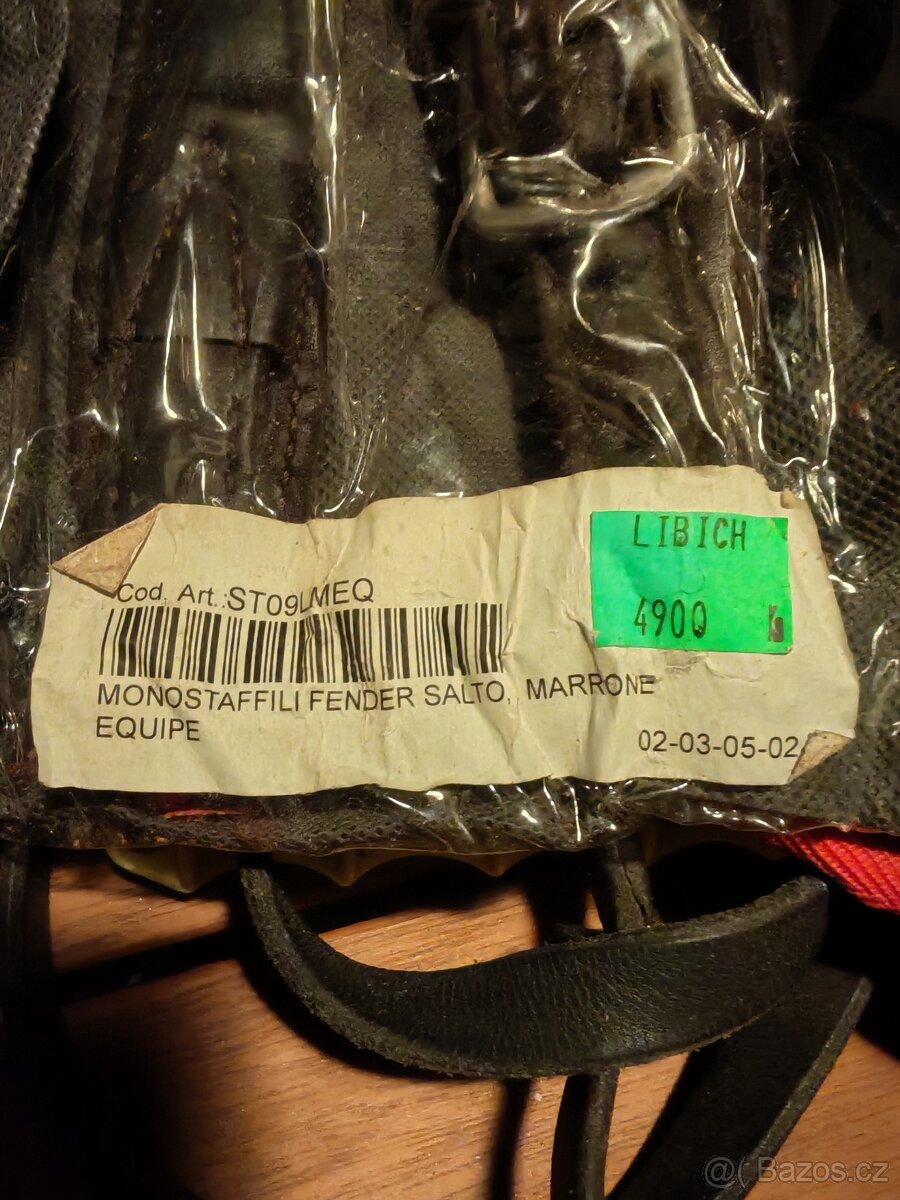 LIBICH
4900
Cod. Art.:ST09LMEQ
MONOSTAFFILI FENDER SALTO, MARRONE
EQUIPE
02-03-05-02
@( Bazos.cz